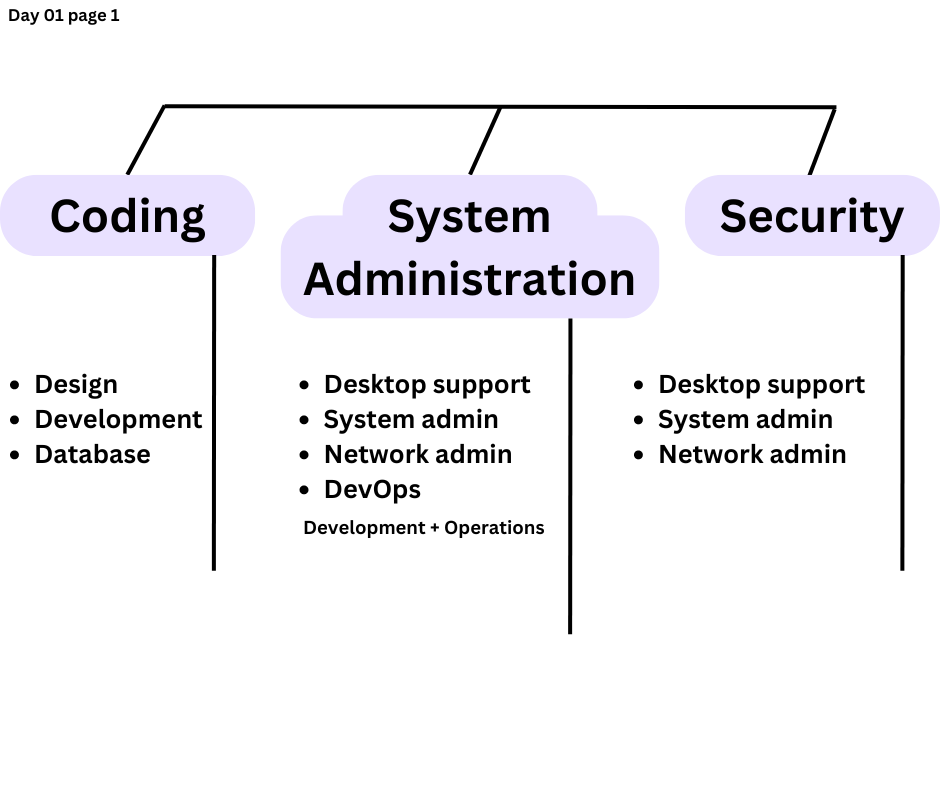 Day 01 page 1
Coding
System
Administration
Security
• Design
• Development
• Database
• Desktop support
• System admin
• Network admin
• DevOps
Development + Operations
• Desktop support
• System admin
• Network admin